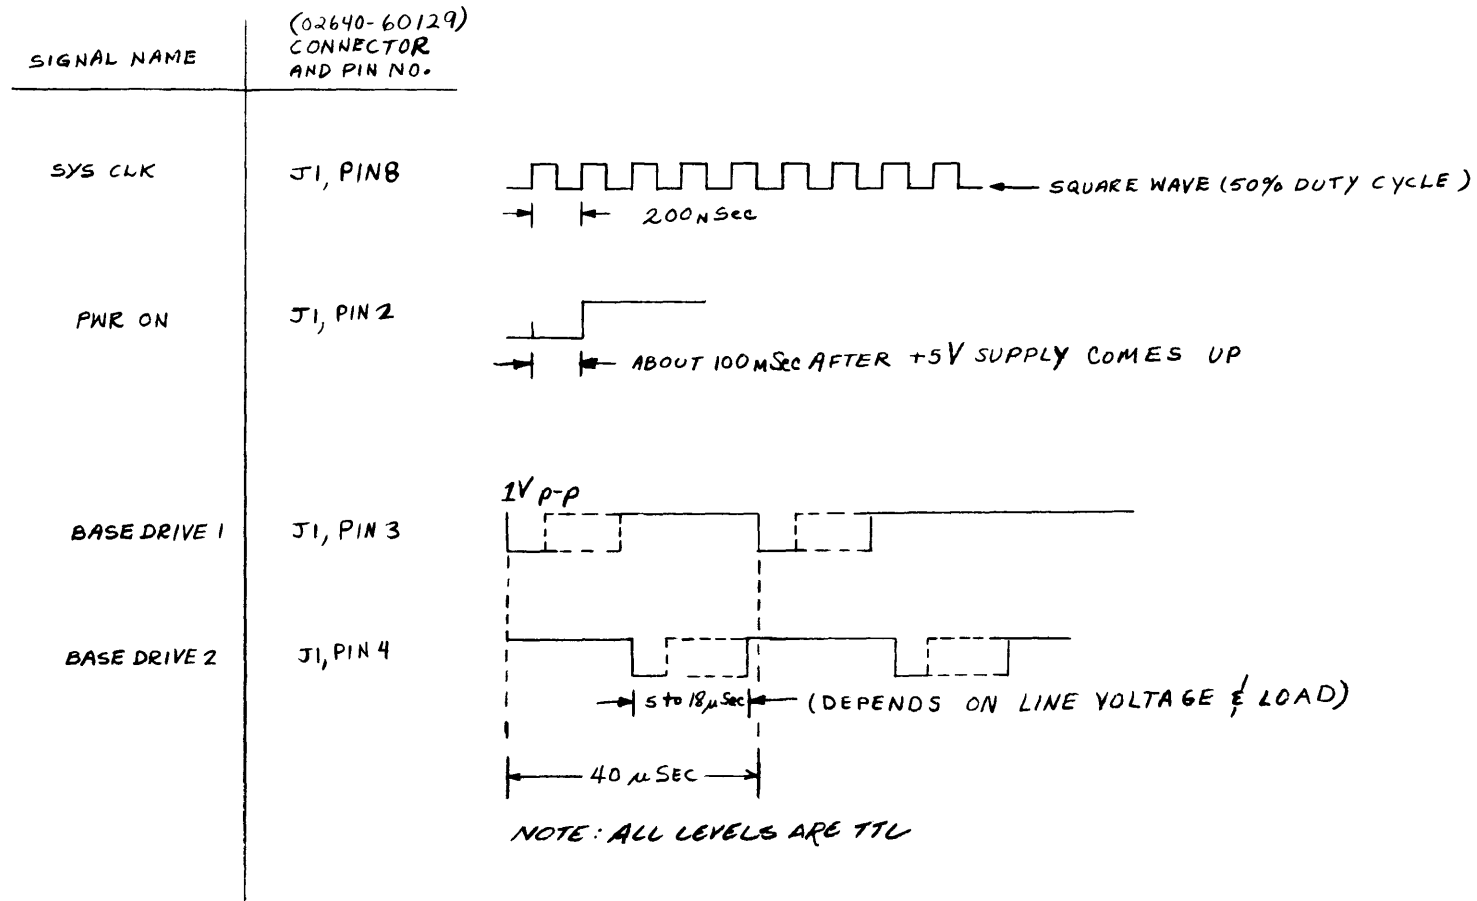 SIGNAL NAME
(02640-60129)
CONNECTOR
AND PIN NO.
SYS CLK
J1, PIN8
SQUARE WAVE (50% DUTY CYCLE)
200NSec
PWR ON
J1, PIN 2
ABOUT 100MSec AFTER +5V SUPPLY COMES UP
1V p-p
BASE DRIVE 1
J1, PIN 3
BASE DRIVE 2
J1, PIN 4
5 to 18μSec
(DEPENDS ON LINE VOLTAGE & LOAD)
40 μSEC
NOTE: ALL LEVELS ARE TTL